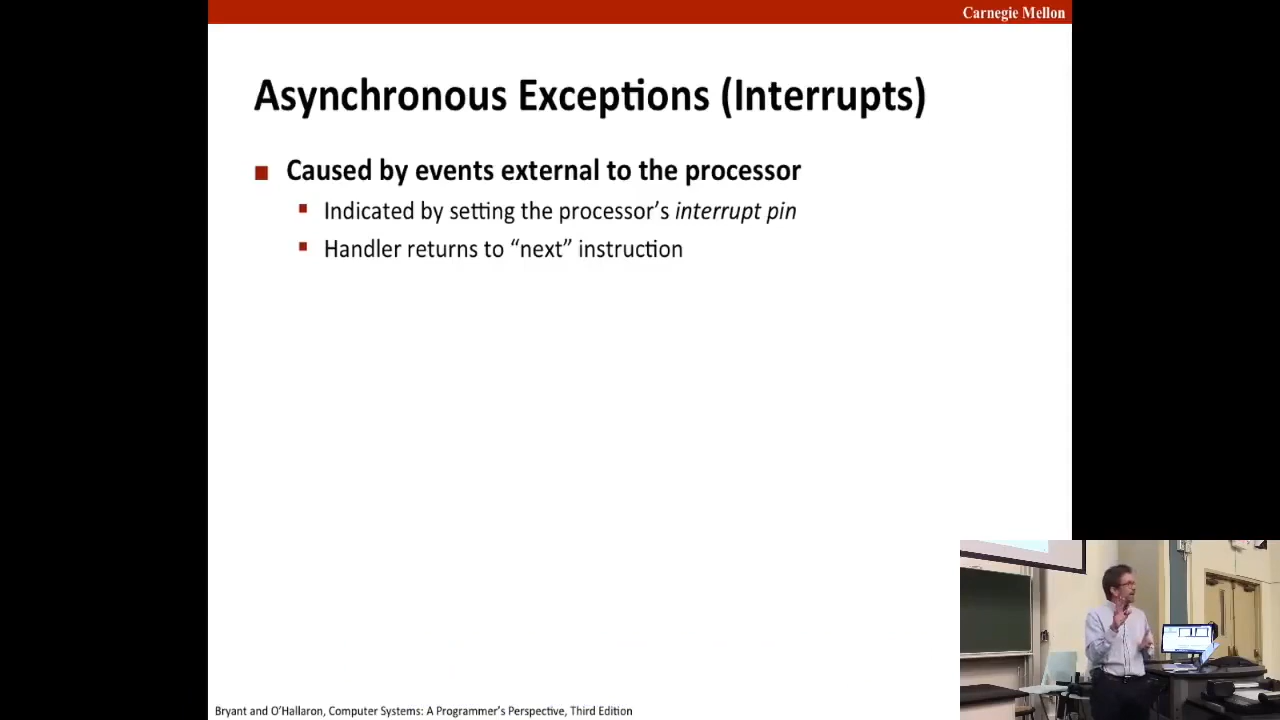 Carnegie Mellon
Asynchronous Exceptions (Interrupts)
Caused by events external to the processor
Indicated by setting the processor's interrupt pin
Handler returns to “next” instruction
Bryant and O'Hallaron, Computer Systems: A Programmer's Perspective, Third Edition